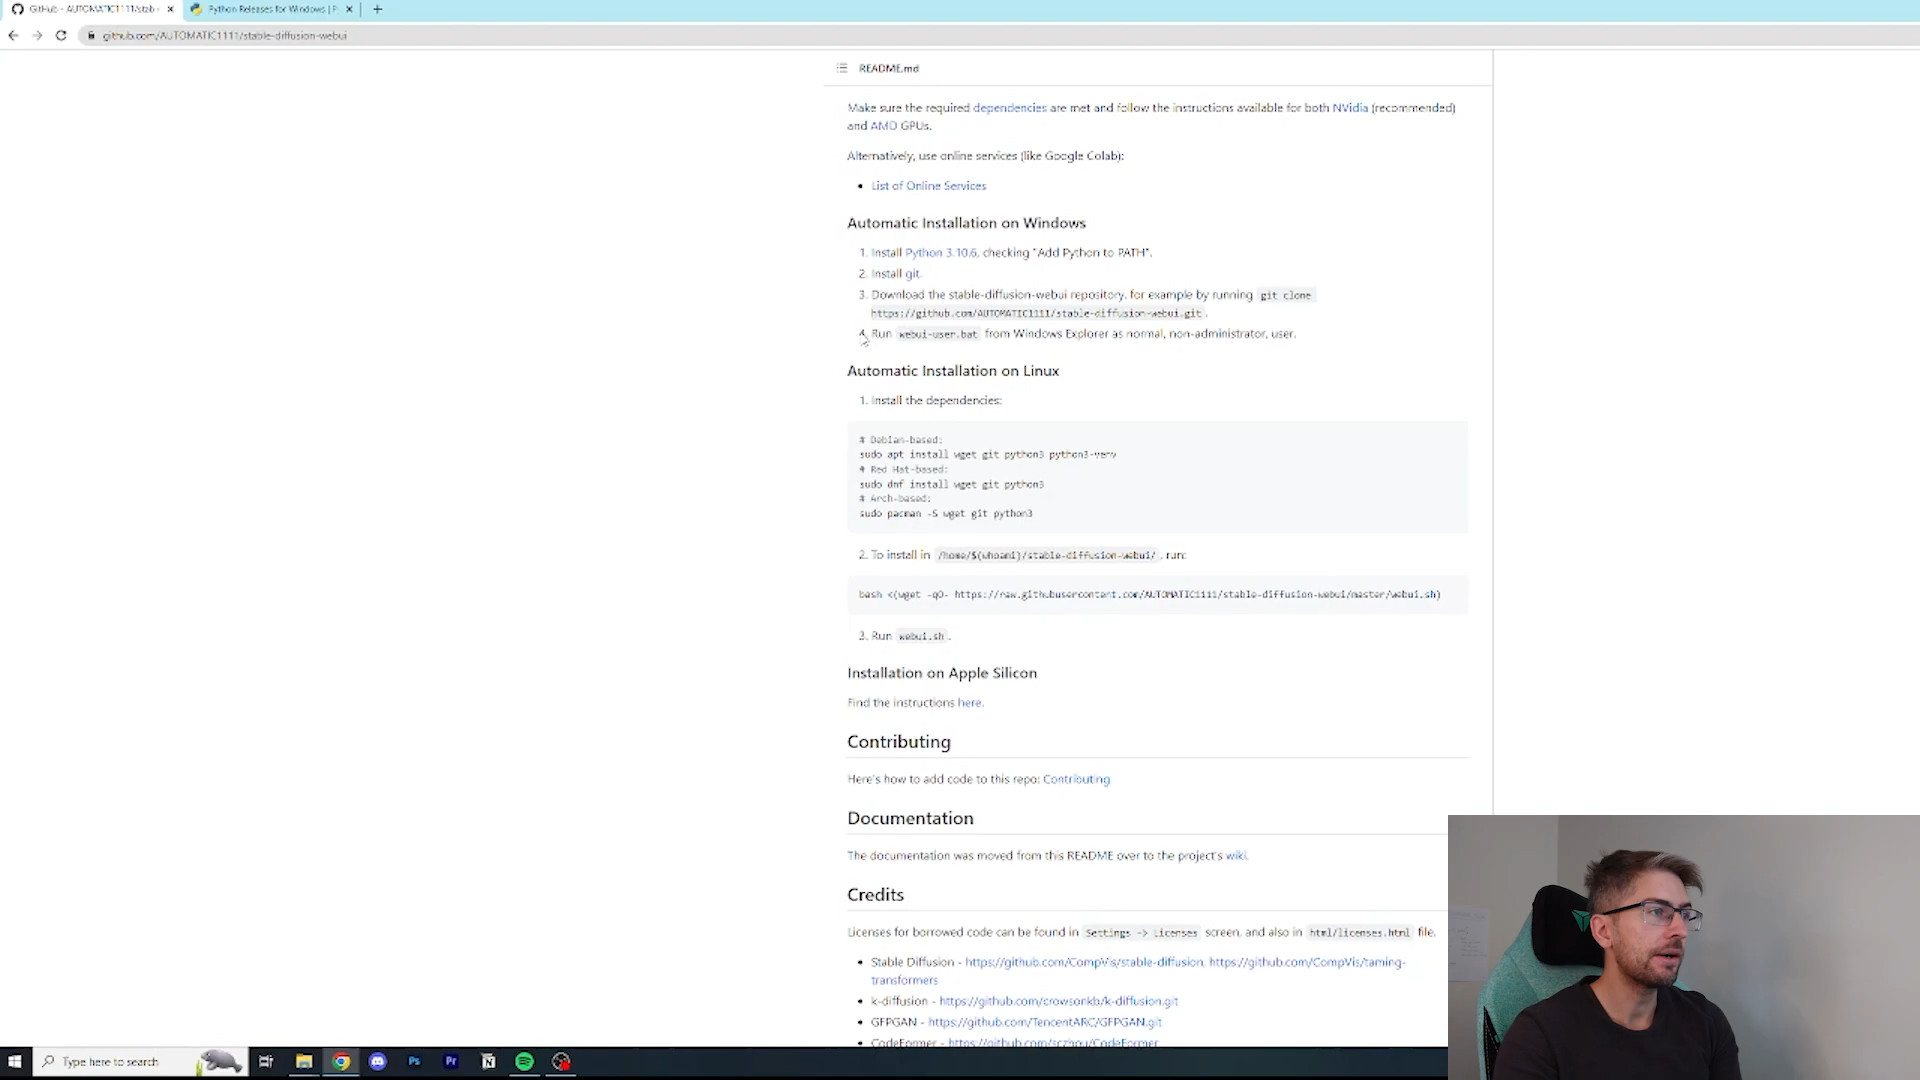 GitHub - AUTOMATIC1111/stab
Python Releases for Windows | P
github.com/AUTOMATIC1111/stable-diffusion-webui
README.md
Make sure the required dependencies are met and follow the instructions available for both NVidia (recommended)
and AMD GPUs.
Alternatively, use online services (like Google Colab):
• List of Online Services
Automatic Installation on Windows
1. Install Python 3.10.6, checking "Add Python to PATH".
2. Install git.
3. Download the stable-diffusion-webui repository, for example by running git clone
https://github.com/AUTOMATIC1111/stable-diffusion-webui.git.
4. Run webui-user.bat from Windows Explorer as normal, non-administrator, user.
Automatic Installation on Linux
1. Install the dependencies:
# Debian-based:
sudo apt install wget git python3 python3-venv
# Red Hat-based:
sudo dnf install wget git python3
# Arch-based:
sudo pacman -S wget git python3
2. To install in /home/$(whoami)/stable-diffusion-webui/, run:
bash <(wget -qO- https://raw.githubusercontent.com/AUTOMATIC1111/stable-diffusion-webui/master/webui.sh)
3. Run webui.sh.
Installation on Apple Silicon
Find the instructions here.
Contributing
Here's how to add code to this repo: Contributing
Documentation
The documentation was moved from this README over to the project's wiki.
Credits
Licenses for borrowed code can be found in Settings -> Licenses screen, and also in html/licenses.html file.
• Stable Diffusion - https://github.com/CompVis/stable-diffusion, https://github.com/CompVis/taming-
transformers
• k-diffusion - https://github.com/crowsonkb/k-diffusion.git
• GFPGAN - https://github.com/TencentARC/GFPGAN.git
• CodeFormer - https://github.com/sczhou/CodeFormer
Type here to search
Ps
Pr